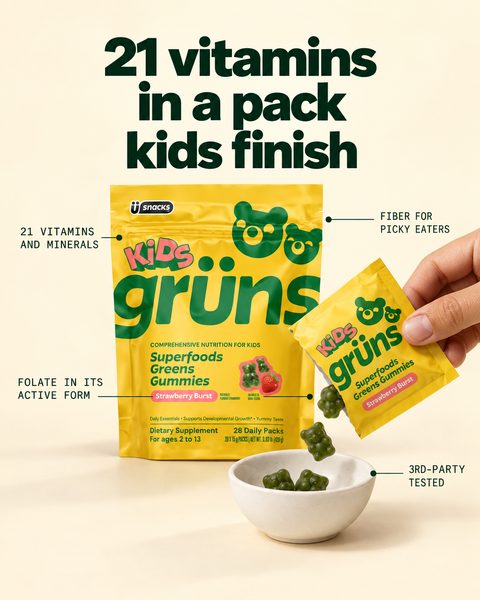 21 vitamins
in a pack
kids finish
ü snacks
21 VITAMINS
AND MINERALS
FIBER FOR
PICKY EATERS
KiDS
grüns
COMPREHENSIVE NUTRITION FOR KIDS
Superfoods
Greens
Gummies
Strawberry Burst
Daily Essentials • Supports Developmental Growth* • Yummy Taste
Dietary Supplement
For ages 2 to 13
28 Daily Packs
KiDS
grüns
Superfoods
Greens Gummies
Strawberry Burst
FOLATE IN ITS
ACTIVE FORM
3RD-PARTY
TESTED